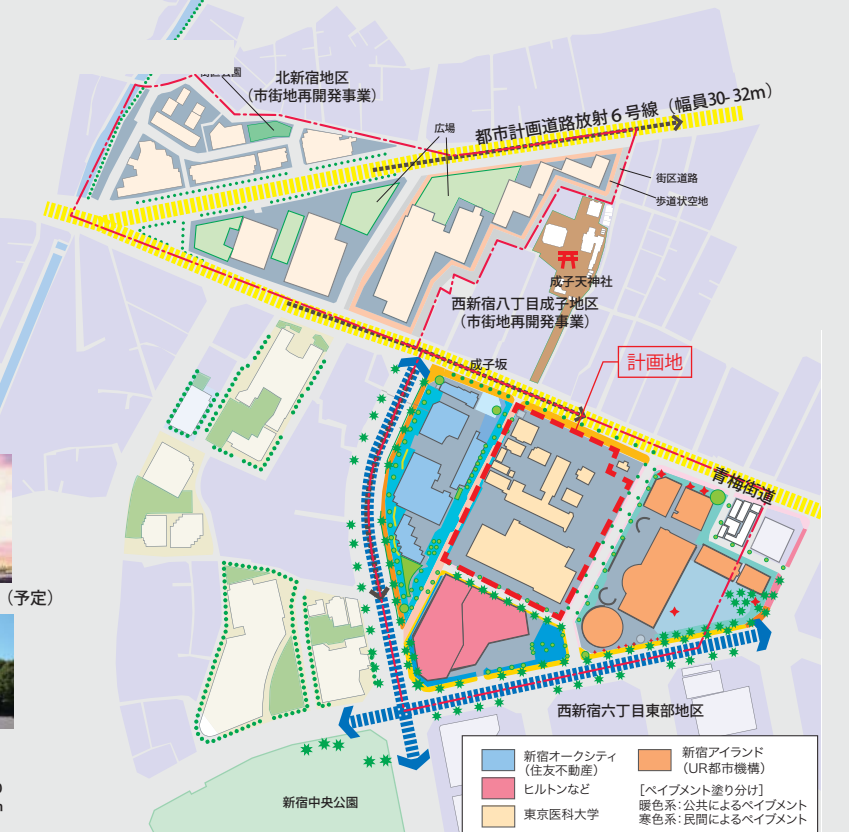 北新宿地区
(市街地再開発事業)
広場
都市計画道路放射6号線(幅員30-32m)
街区道路
歩道状空地
成子天神社
西新宿八丁目成子地区
(市街地再開発事業)
成子坂
計画地
青梅街道
(予定)
西新宿六丁目東部地区
新宿中央公園
新宿オークシティ
(住友不動産)
ヒルトンなど
東京医科大学
新宿アイランド
(UR都市機構)
[ペイブメント塗り分け]
暖色系:公共によるペイブメント
寒色系:民間によるペイブメント